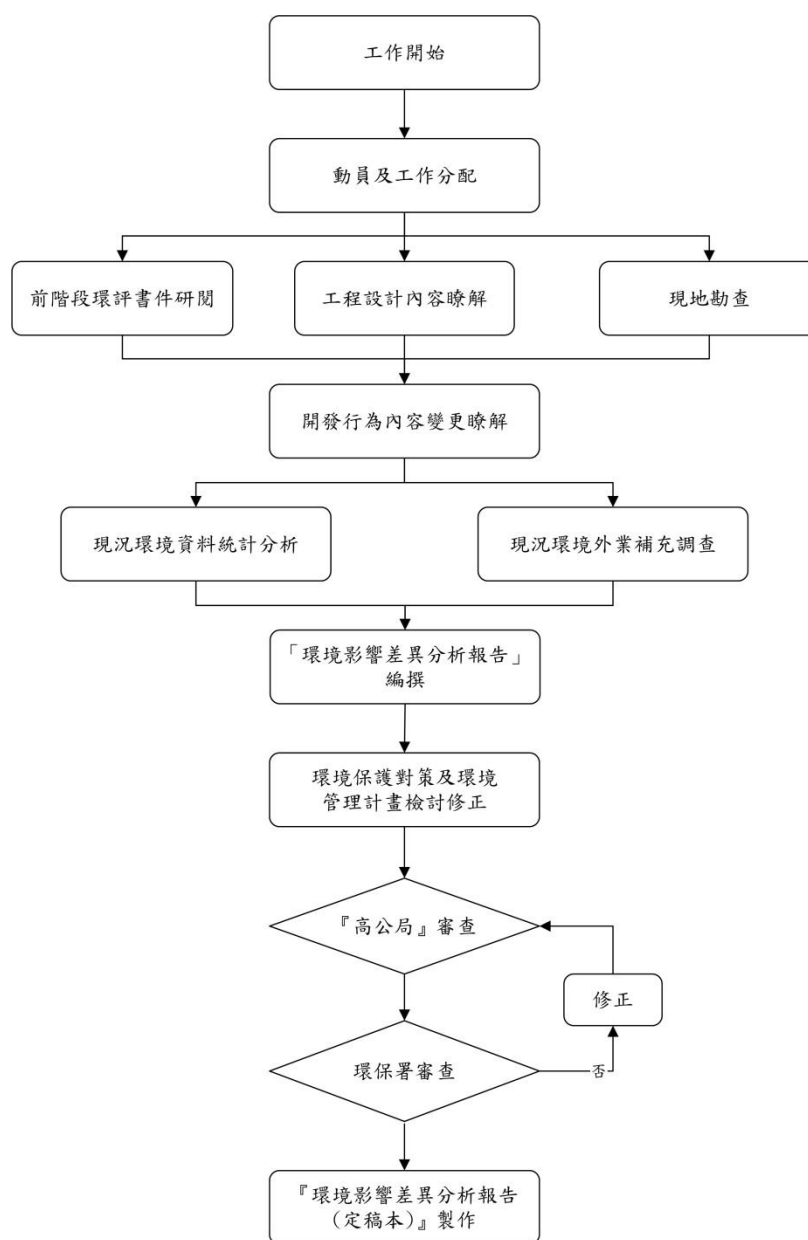 工作開始
動員及工作分配
前階段環評書件研閱
工程設計內容瞭解
現地勘查
開發行為內容變更瞭解
現況環境資料統計分析
現況環境外業補充調查
「環境影響差異分析報告」
編撰
環境保護對策及環境
管理計畫檢討修正
『高公局』審查
修正
環保署審查
否
『環境影響差異分析報告
(定稿本)』製作